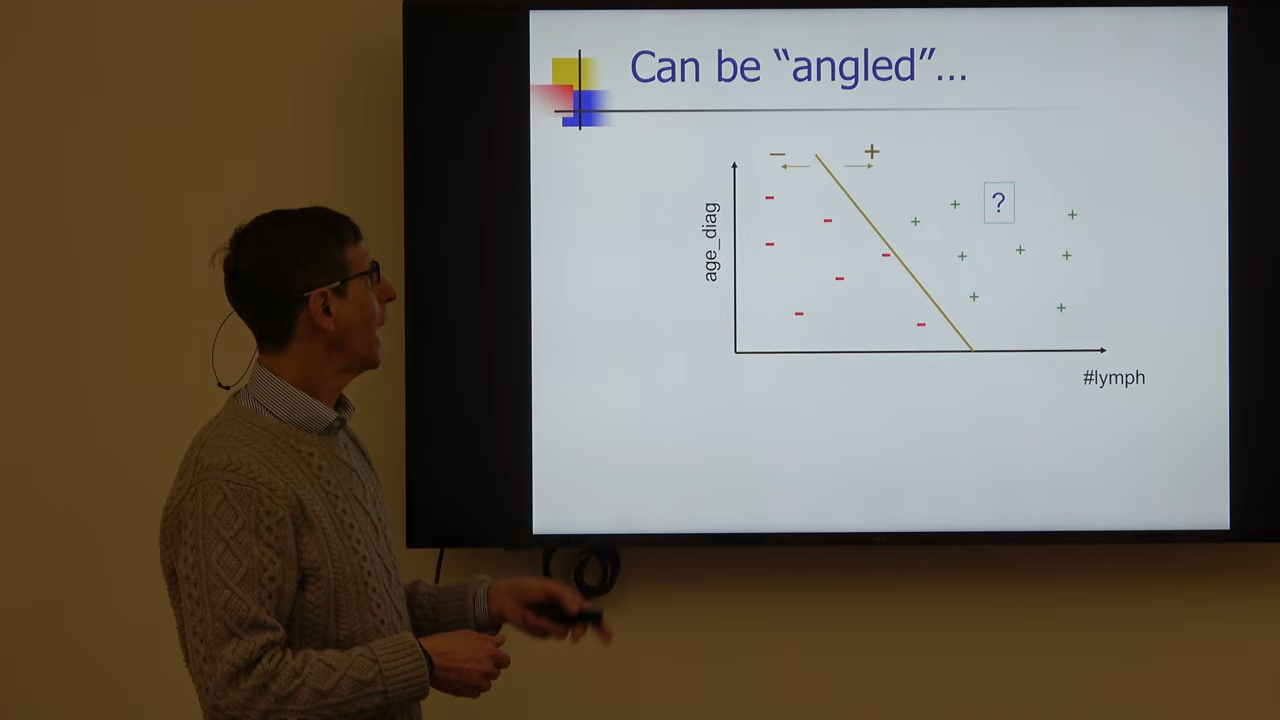 Can be “angled”...
− +
?
age_diag
#lymph